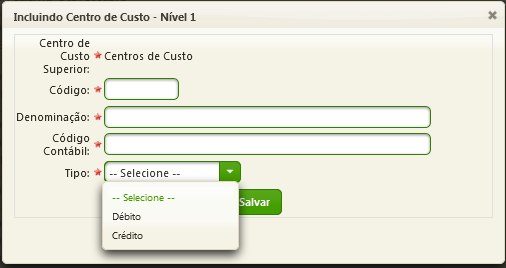 Incluindo Centro de Custo - Nível 1
Centro de
Custo
Superior: * Centros de Custo
Código: *
Denominação: *
Código
Contábil: *
Tipo: * -- Selecione --
-- Selecione --
Débito
Crédito
Salvar